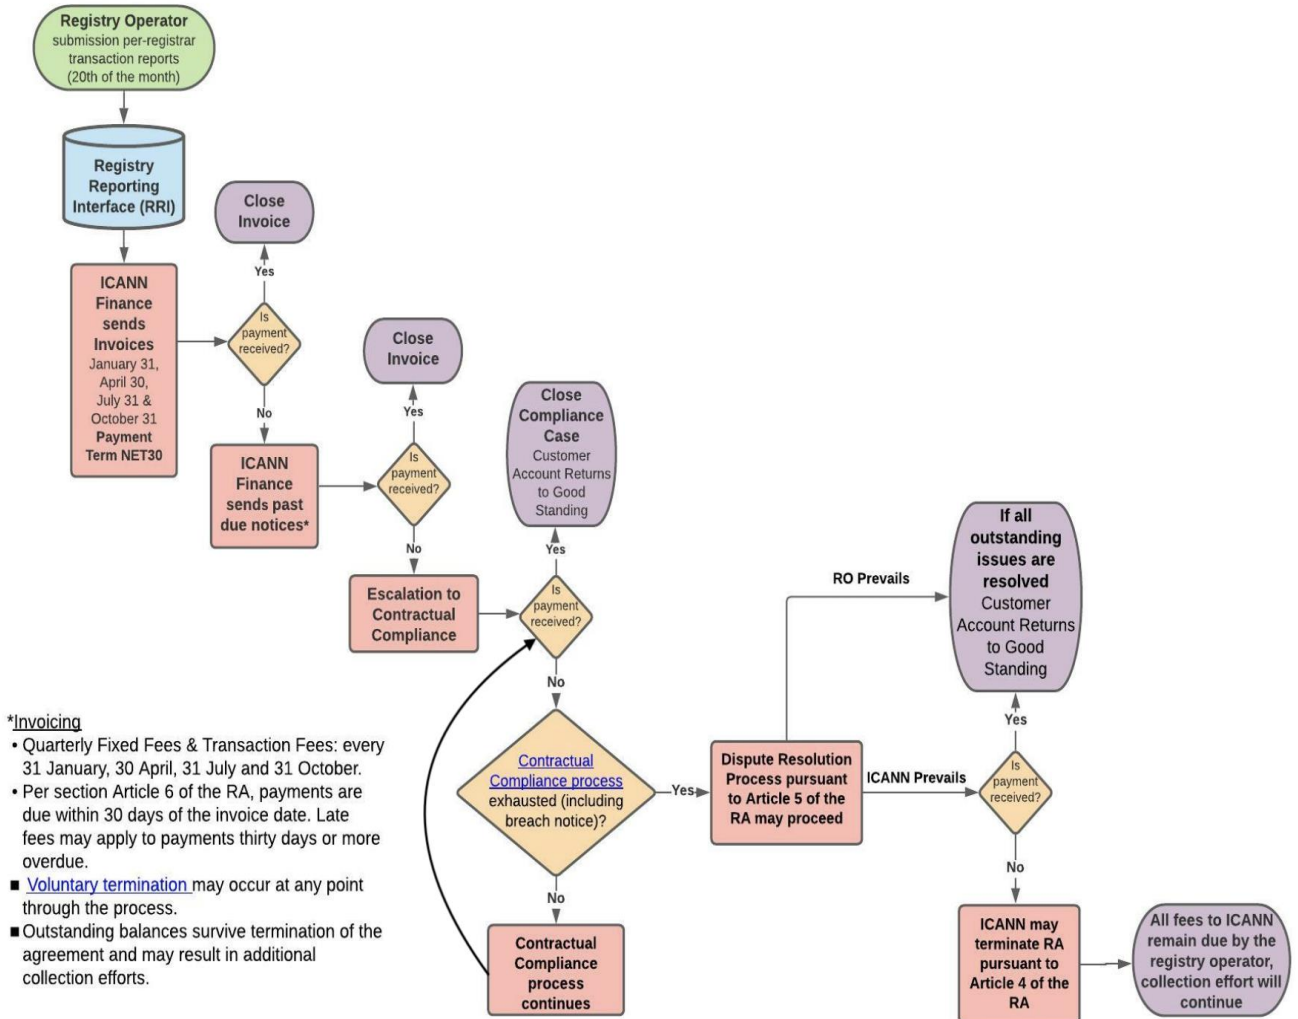 Registry Operator
submission per-registrar
transaction reports
(20th of the month)
Registry
Reporting
Interface (RRI)
Close
Invoice
Yes
ICANN
Finance
sends
Invoices
January 31,
April 30,
July 31 &
October 31
Payment
Term NET30
Is
payment
received?
No
Close
Invoice
Yes
ICANN
Finance
sends past
due notices*
Is
payment
received?
No
Close
Compliance
Case
Customer
Account Returns
to Good
Standing
Yes
Escalation to
Contractual
Compliance
Is
payment
received?
No
Contractual
Compliance process
exhausted (including
breach notice)?
Yes
No
Contractual
Compliance
process
continues
Dispute Resolution
Process pursuant
to Article 5 of the
RA may proceed
RO Prevails
ICANN Prevails
If all
outstanding
issues are
resolved
Customer
Account Returns
to Good
Standing
Yes
Is
payment
received?
No
ICANN may
terminate RA
pursuant to
Article 4 of the
RA
All fees to ICANN
remain due by the
registry operator,
collection effort will
continue
*Invoicing
• Quarterly Fixed Fees & Transaction Fees: every
31 January, 30 April, 31 July and 31 October.
• Per section Article 6 of the RA, payments are
due within 30 days of the invoice date. Late
fees may apply to payments thirty days or more
overdue.
■ Voluntary termination may occur at any point
through the process.
■ Outstanding balances survive termination of the
agreement and may result in additional
collection efforts.